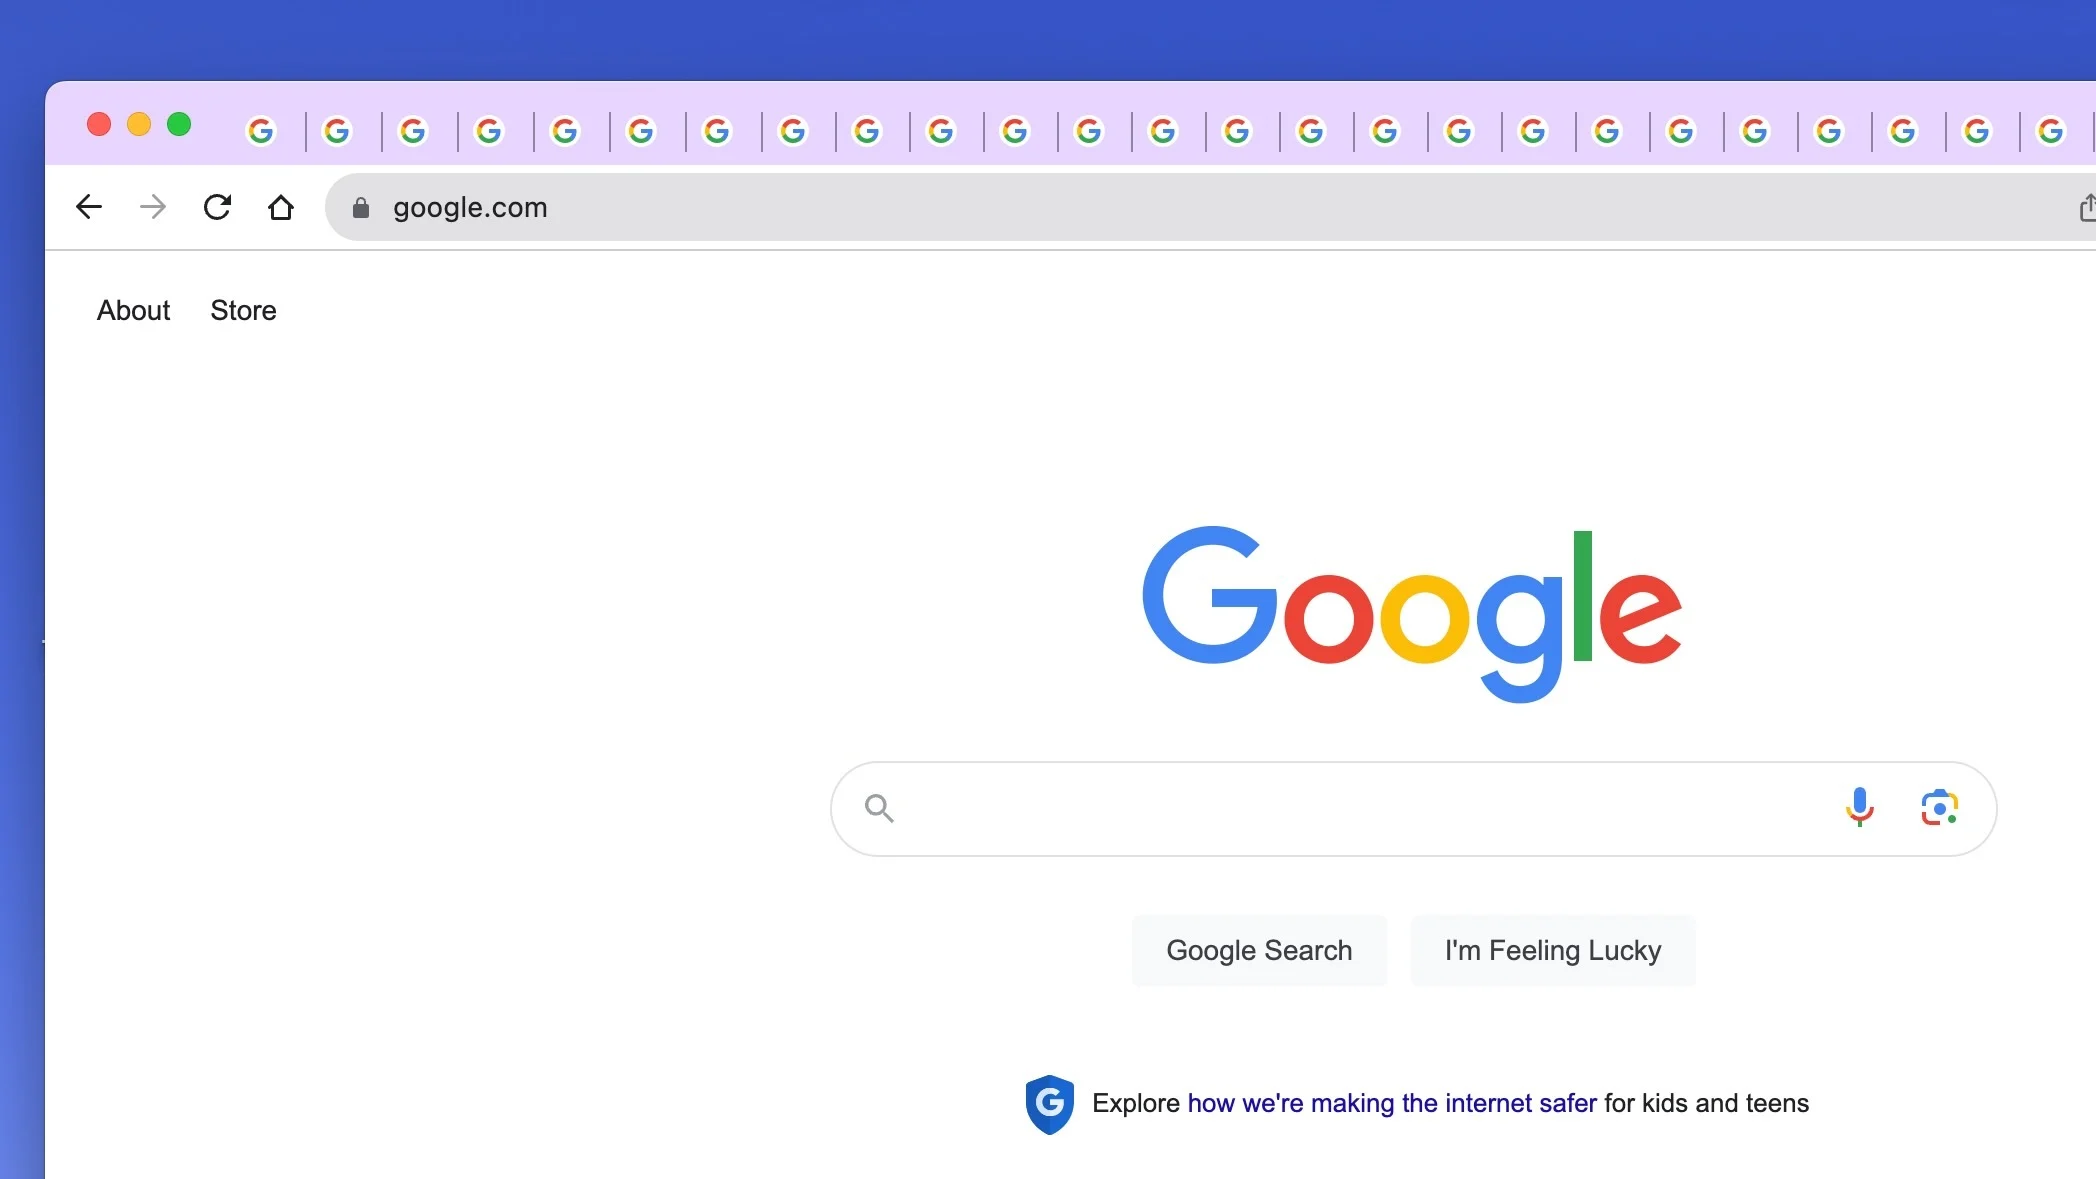 google.com
About Store
Google
Google Search I'm Feeling Lucky
Explore how we're making the internet safer for kids and teens